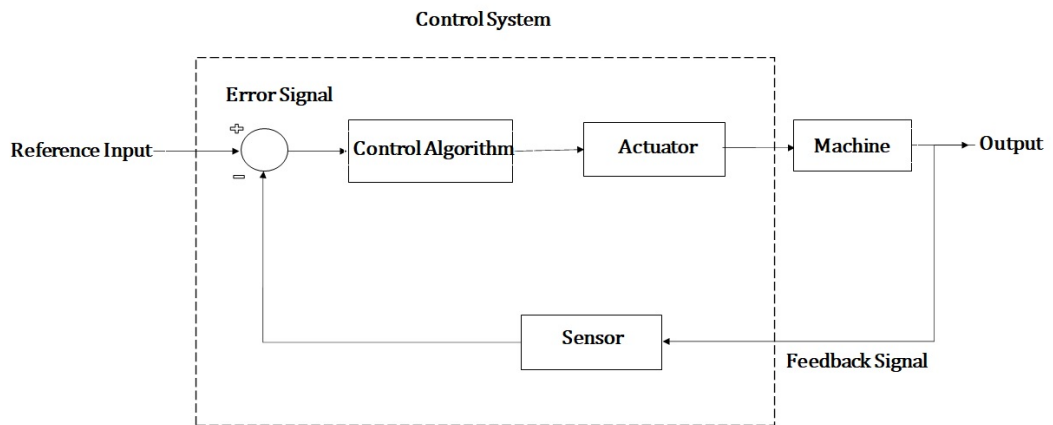 Control System
Error Signal
+
Reference Input
Control Algorithm
Actuator
Machine
Output
−
Sensor
Feedback Signal